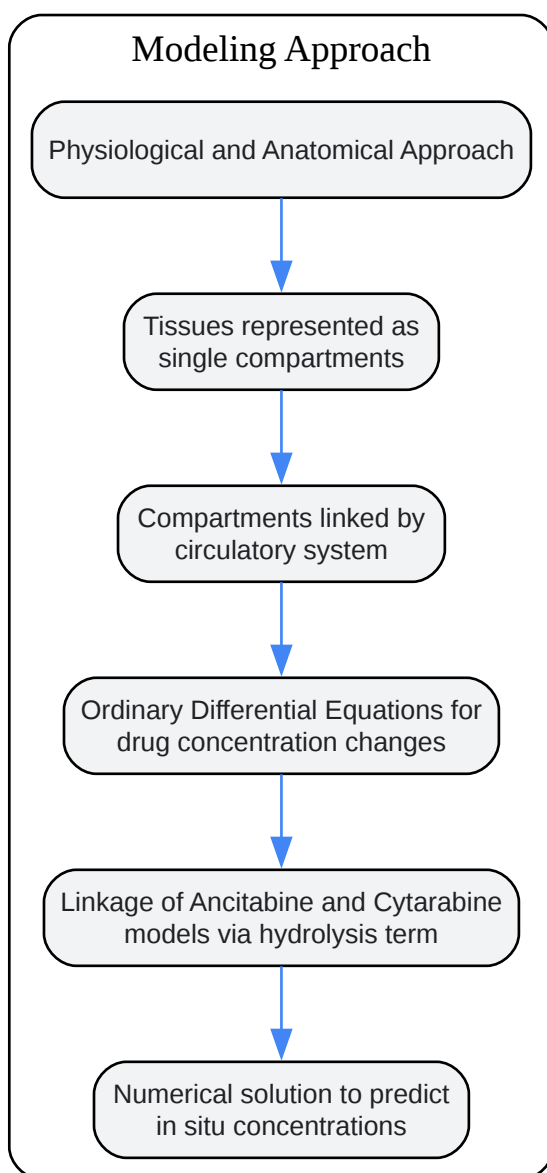 Modeling Approach
Physiological and Anatomical Approach
Tissues represented as
single compartments
Compartments linked by
circulatory system
Ordinary Differential Equations for
drug concentration changes
Linkage of Ancitabine and Cytarabine
models via hydrolysis term
Numerical solution to predict
in situ concentrations